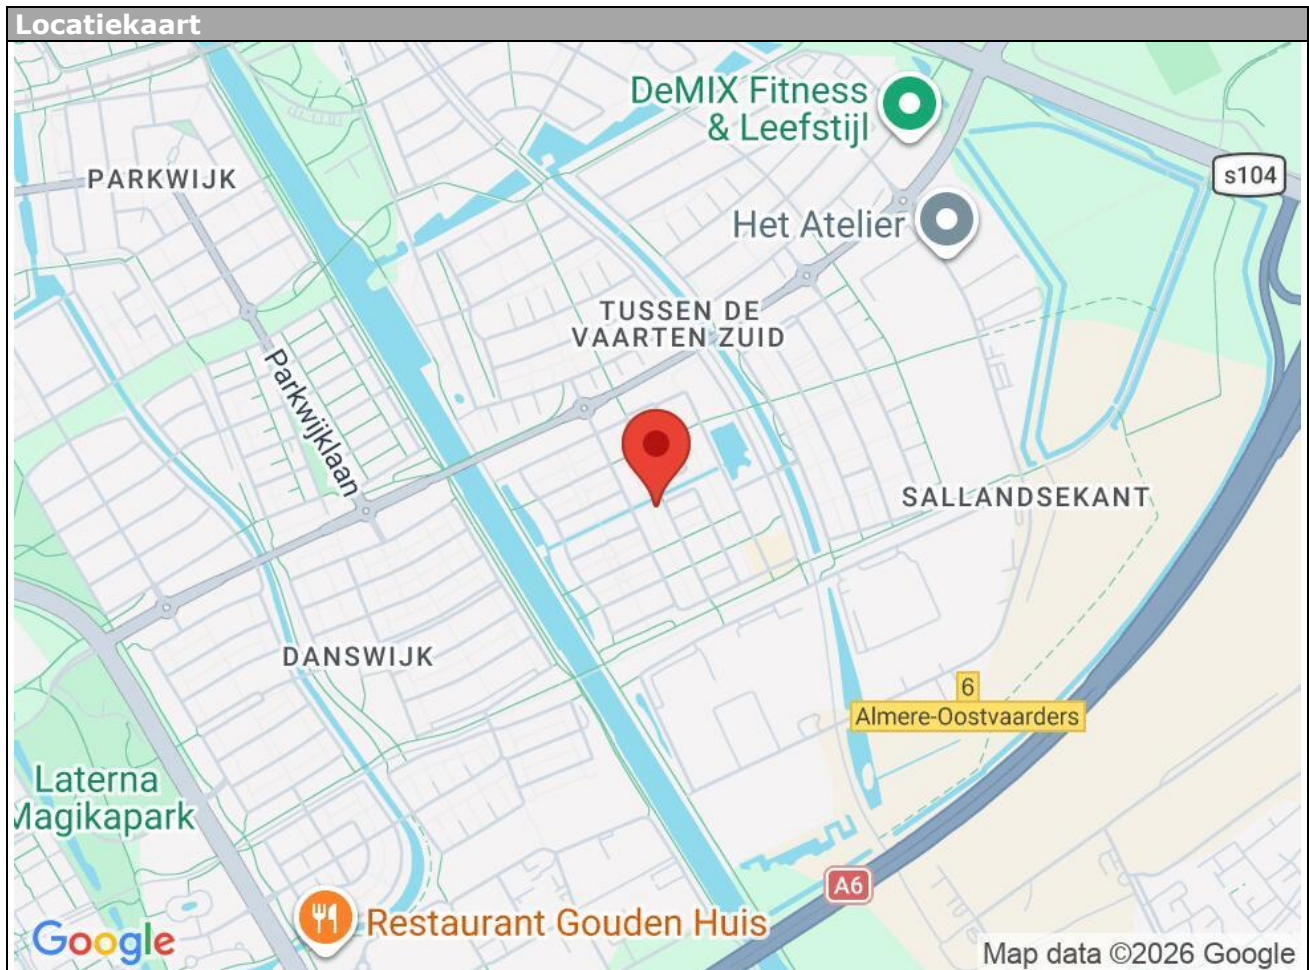 Locatiekaart
DeMIX Fitness
& Leefstijl
PARKWIJK
s104
Het Atelier
TUSSEN DE
VAARTEN ZUID
Parkwijklaan
SALLANDSEKANT
DANSWIJK
6
Almere-Oostvaarders
Laterna
Magikapark
A6
Restaurant Gouden Huis
Google
Map data ©2026 Google